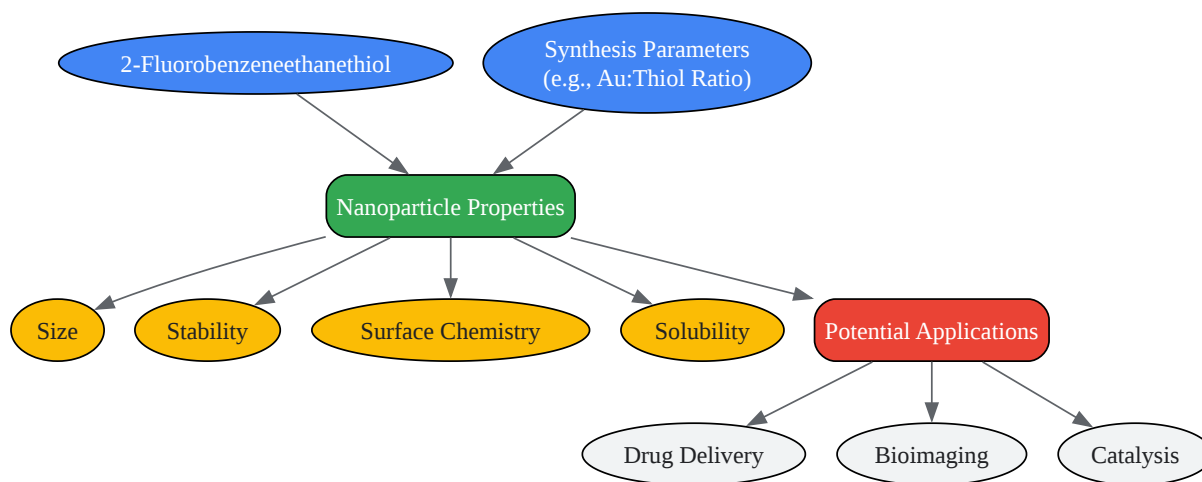 2-Fluorobenzeneethanethiol
Synthesis Parameters
(e.g., Au:Thiol Ratio)
Nanoparticle Properties
Size
Stability
Surface Chemistry
Solubility
Potential Applications
Drug Delivery
Bioimaging
Catalysis